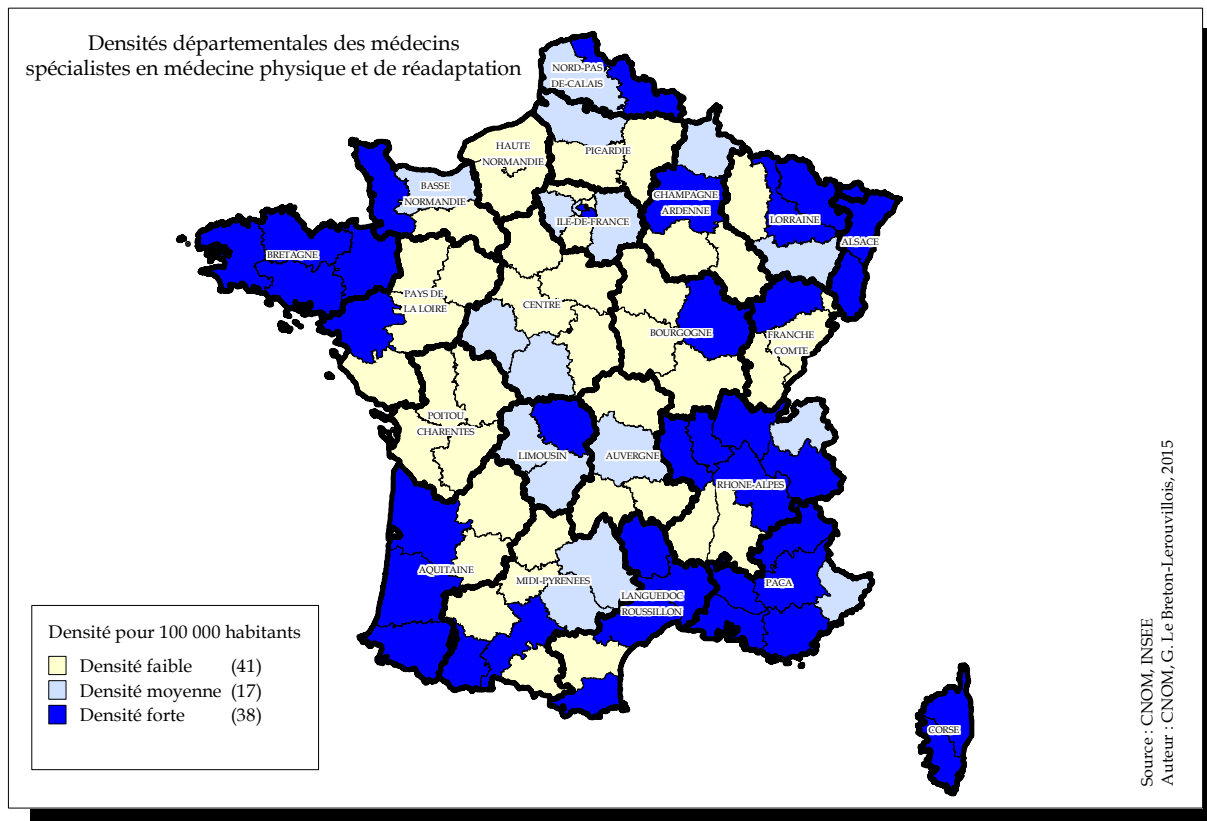 Densités départementales des médecins
spécialistes en médecine physique et de réadaptation
NORD-PAS
DE-CALAIS
HAUTE
NORMANDIE
PICARDIE
BASSE
NORMANDIE
CHAMPAGNE
ARDENNE
ILE-DE-FRANCE
LORRAINE
ALSACE
BRETAGNE
PAYS DE
LA LOIRE
CENTRE
BOURGOGNE
FRANCHE
COMTE
POITOU
CHARENTES
LIMOUSIN
AUVERGNE
RHONE-ALPES
AQUITAINE
MIDI-PYRENEES
LANGUEDOC
ROUSSILLON
PACA
CORSE
Densité pour 100 000 habitants
Densité faible (41)
Densité moyenne (17)
Densité forte (38)
Source : CNOM, INSEE
Auteur : CNOM, G. Le Breton-Lerouvillois, 2015